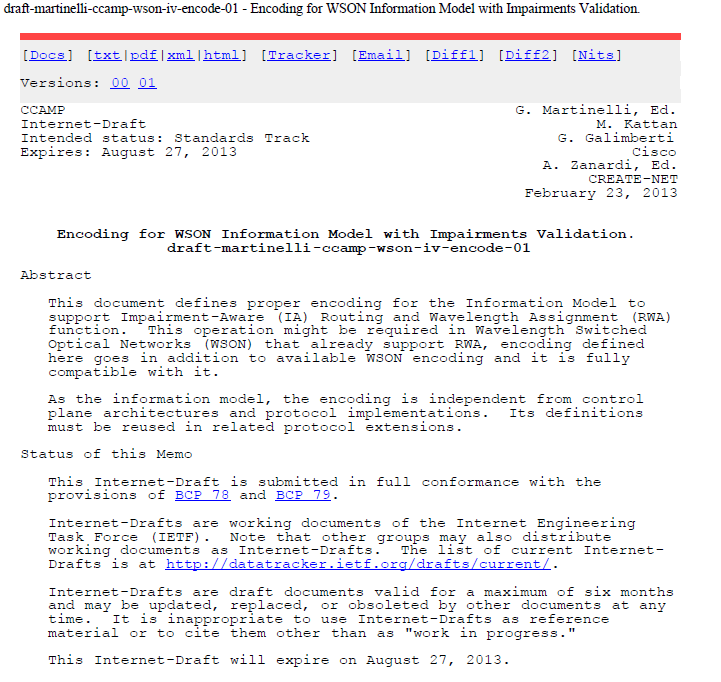 draft-martinelli-ccamp-wson-iv-encode-01 - Encoding for WSON Information Model with Impairments Validation.
[Docs] [txt|pdf|xml|html] [Tracker] [Email] [Diff1] [Diff2] [Nits]
Versions: 00 01
CCAMP G. Martinelli, Ed.
Internet-Draft M. Kattan
Intended status: Standards Track G. Galimberti
Expires: August 27, 2013 Cisco
A. Zanardi, Ed.
CREATE-NET
February 23, 2013
Encoding for WSON Information Model with Impairments Validation.
draft-martinelli-ccamp-wson-iv-encode-01
Abstract
This document defines proper encoding for the Information Model to
support Impairment-Aware (IA) Routing and Wavelength Assignment (RWA)
function. This operation might be required in Wavelength Switched
Optical Networks (WSON) that already support RWA, encoding defined
here goes in addition to available WSON encoding and it is fully
compatible with it.
As the information model, the encoding is independent from control
plane architectures and protocol implementations. Its definitions
must be reused in related protocol extensions.
Status of this Memo
This Internet-Draft is submitted in full conformance with the
provisions of BCP 78 and BCP 79.
Internet-Drafts are working documents of the Internet Engineering
Task Force (IETF). Note that other groups may also distribute
working documents as Internet-Drafts. The list of current Internet-
Drafts is at http://datatracker.ietf.org/drafts/current/.
Internet-Drafts are draft documents valid for a maximum of six months
and may be updated, replaced, or obsoleted by other documents at any
time. It is inappropriate to use Internet-Drafts as reference
material or to cite them other than as "work in progress."
This Internet-Draft will expire on August 27, 2013.